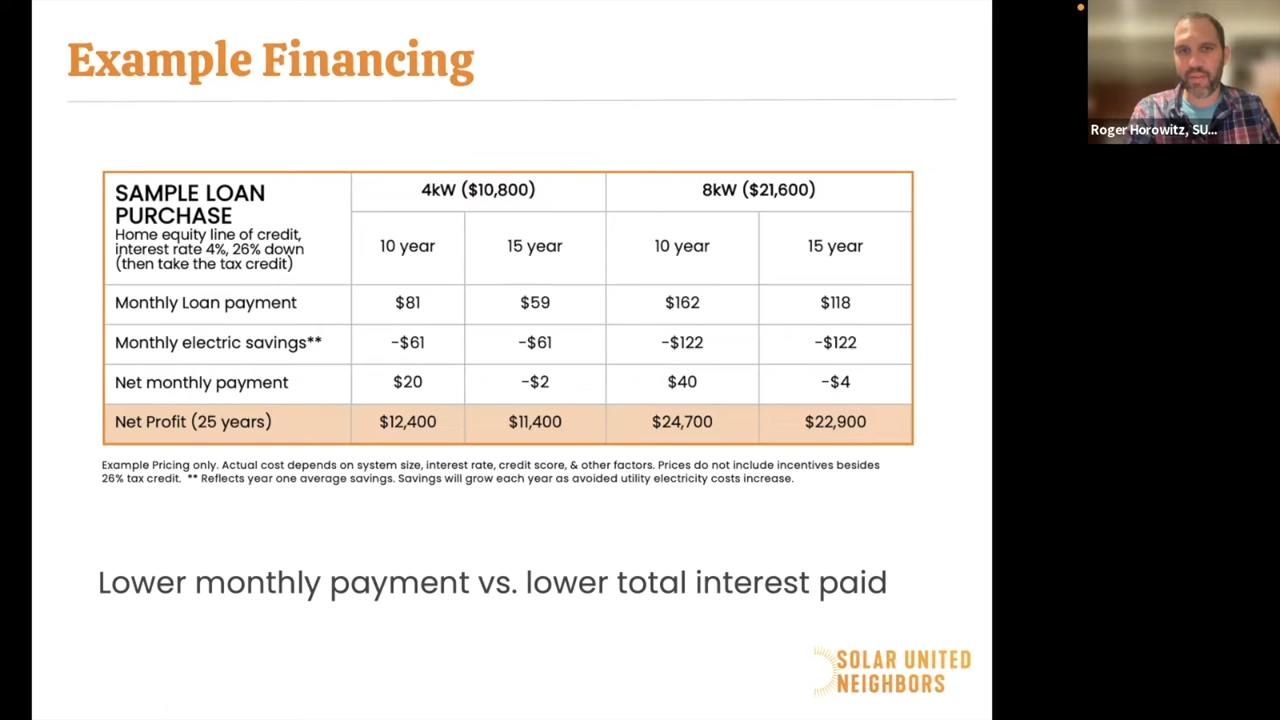 Example Financing
Roger Horowitz, SU...
SAMPLE LOAN
PURCHASE
Home equity line of credit,
interest rate 4%, 26% down
(then take the tax credit)
4kW ($10,800)
8kW ($21,600)
10 year
15 year
10 year
15 year
Monthly Loan payment
$81
$59
$162
$118
Monthly electric savings**
-$61
-$61
-$122
-$122
Net monthly payment
$20
-$2
$40
-$4
Net Profit (25 years)
$12,400
$11,400
$24,700
$22,900
Example Pricing only. Actual cost depends on system size, interest rate, credit score, & other factors. Prices do not include incentives besides
26% tax credit. ** Reflects year one average savings. Savings will grow each year as avoided utility electricity costs increase.
Lower monthly payment vs. lower total interest paid
SOLAR UNITED
NEIGHBORS